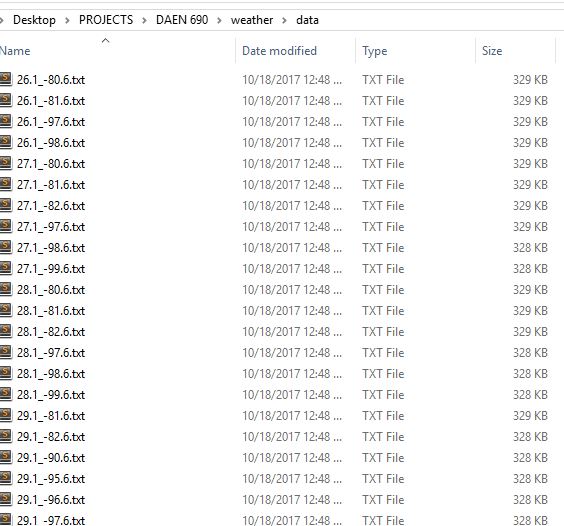 Desktop > PROJECTS > DAEN 690 > weather > data
Name Date modified Type Size
26.1_-80.6.txt 10/18/2017 12:48 ... TXT File 329 KB
26.1_-81.6.txt 10/18/2017 12:48 ... TXT File 329 KB
26.1_-97.6.txt 10/18/2017 12:48 ... TXT File 329 KB
26.1_-98.6.txt 10/18/2017 12:48 ... TXT File 329 KB
27.1_-80.6.txt 10/18/2017 12:48 ... TXT File 329 KB
27.1_-81.6.txt 10/18/2017 12:48 ... TXT File 329 KB
27.1_-82.6.txt 10/18/2017 12:48 ... TXT File 329 KB
27.1_-97.6.txt 10/18/2017 12:48 ... TXT File 329 KB
27.1_-98.6.txt 10/18/2017 12:48 ... TXT File 328 KB
27.1_-99.6.txt 10/18/2017 12:48 ... TXT File 328 KB
28.1_-80.6.txt 10/18/2017 12:48 ... TXT File 329 KB
28.1_-81.6.txt 10/18/2017 12:48 ... TXT File 329 KB
28.1_-82.6.txt 10/18/2017 12:48 ... TXT File 329 KB
28.1_-97.6.txt 10/18/2017 12:48 ... TXT File 328 KB
28.1_-98.6.txt 10/18/2017 12:48 ... TXT File 328 KB
28.1_-99.6.txt 10/18/2017 12:48 ... TXT File 328 KB
29.1_-81.6.txt 10/18/2017 12:48 ... TXT File 329 KB
29.1_-82.6.txt 10/18/2017 12:48 ... TXT File 328 KB
29.1_-90.6.txt 10/18/2017 12:48 ... TXT File 328 KB
29.1_-95.6.txt 10/18/2017 12:48 ... TXT File 328 KB
29.1_-96.6.txt 10/18/2017 12:48 ... TXT File 328 KB
29.1_-97.6.txt 10/18/2017 12:48 ... TXT File 328 KB